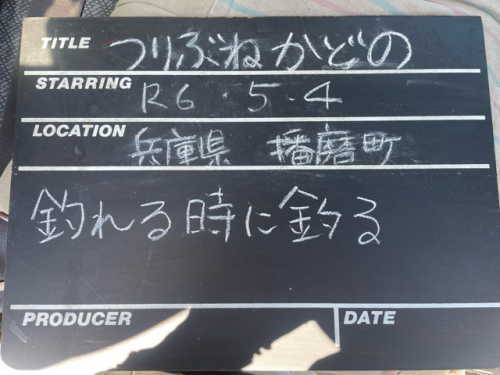 TITLE つりぶねかどの
STARRING R6・5・4
LOCATION 兵庫県 播磨町
釣れる時に釣る
PRODUCER DATE